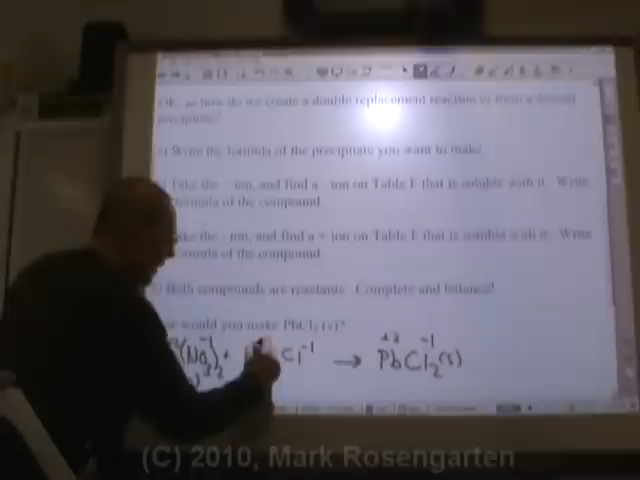 OK, so how do we create a double replacement reaction to form a desired
precipitate?
) Write the formula of the precipitate you want to make
Take the - ion, and find a + ion on Table F that is soluble with it. Write
formula of the compound.
the - ion, and find a + ion on Table F that is soluble with it. Write
formula of the compound
) Both compounds are reactants. Complete and balance!
would you make PbCl2 (s)?
(No3)2 + Cl → PbCl2(s)
-1 -1 +2 -1
(C) 2010, Mark Rosengarten